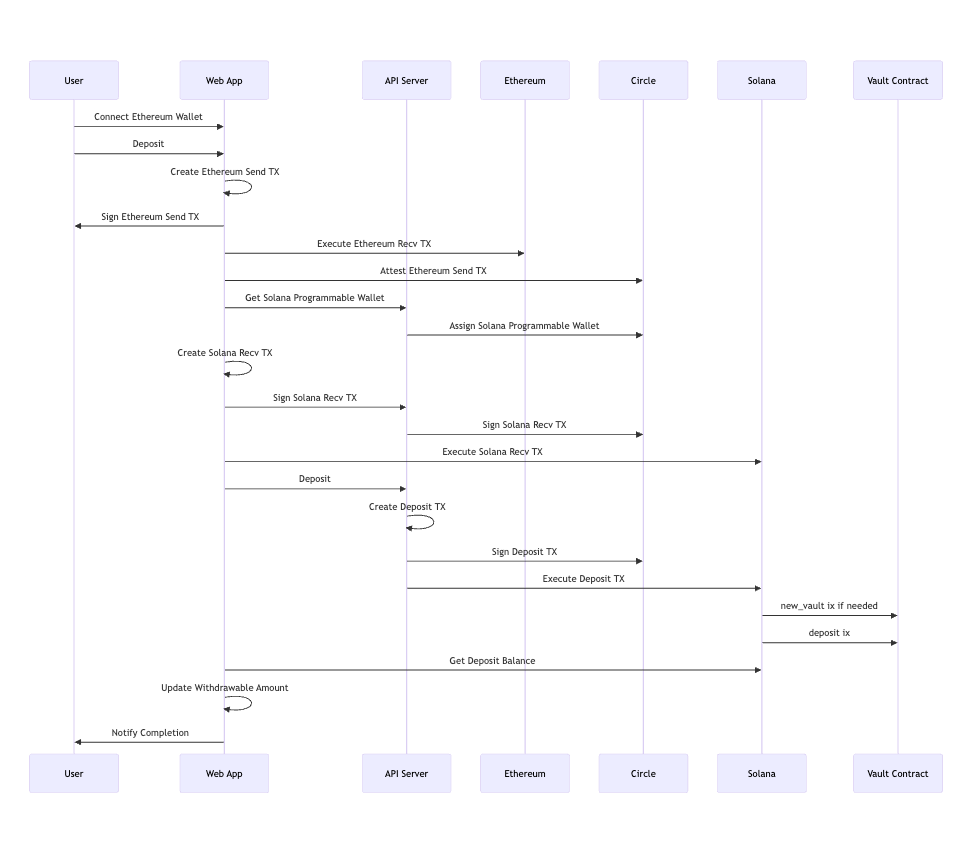 User
Web App
API Server
Ethereum
Circle
Solana
Vault Contract
Connect Ethereum Wallet
Deposit
Create Ethereum Send TX
Sign Ethereum Send TX
Execute Ethereum Recv TX
Attest Ethereum Send TX
Get Solana Programmable Wallet
Assign Solana Programmable Wallet
Create Solana Recv TX
Sign Solana Recv TX
Sign Solana Recv TX
Execute Solana Recv TX
Deposit
Create Deposit TX
Sign Deposit TX
Execute Deposit TX
new_vault ix if needed
deposit ix
Get Deposit Balance
Update Withdrawable Amount
Notify Completion
User
Web App
API Server
Ethereum
Circle
Solana
Vault Contract